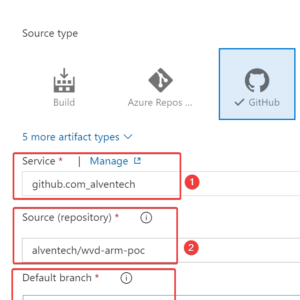 Source type
Build
Azure Repos ...
GitHub
5 more artifact types
Service * | Manage
github.com_alventech
1
Source (repository) *
alventech/wvd-arm-poc
2
Default branch *